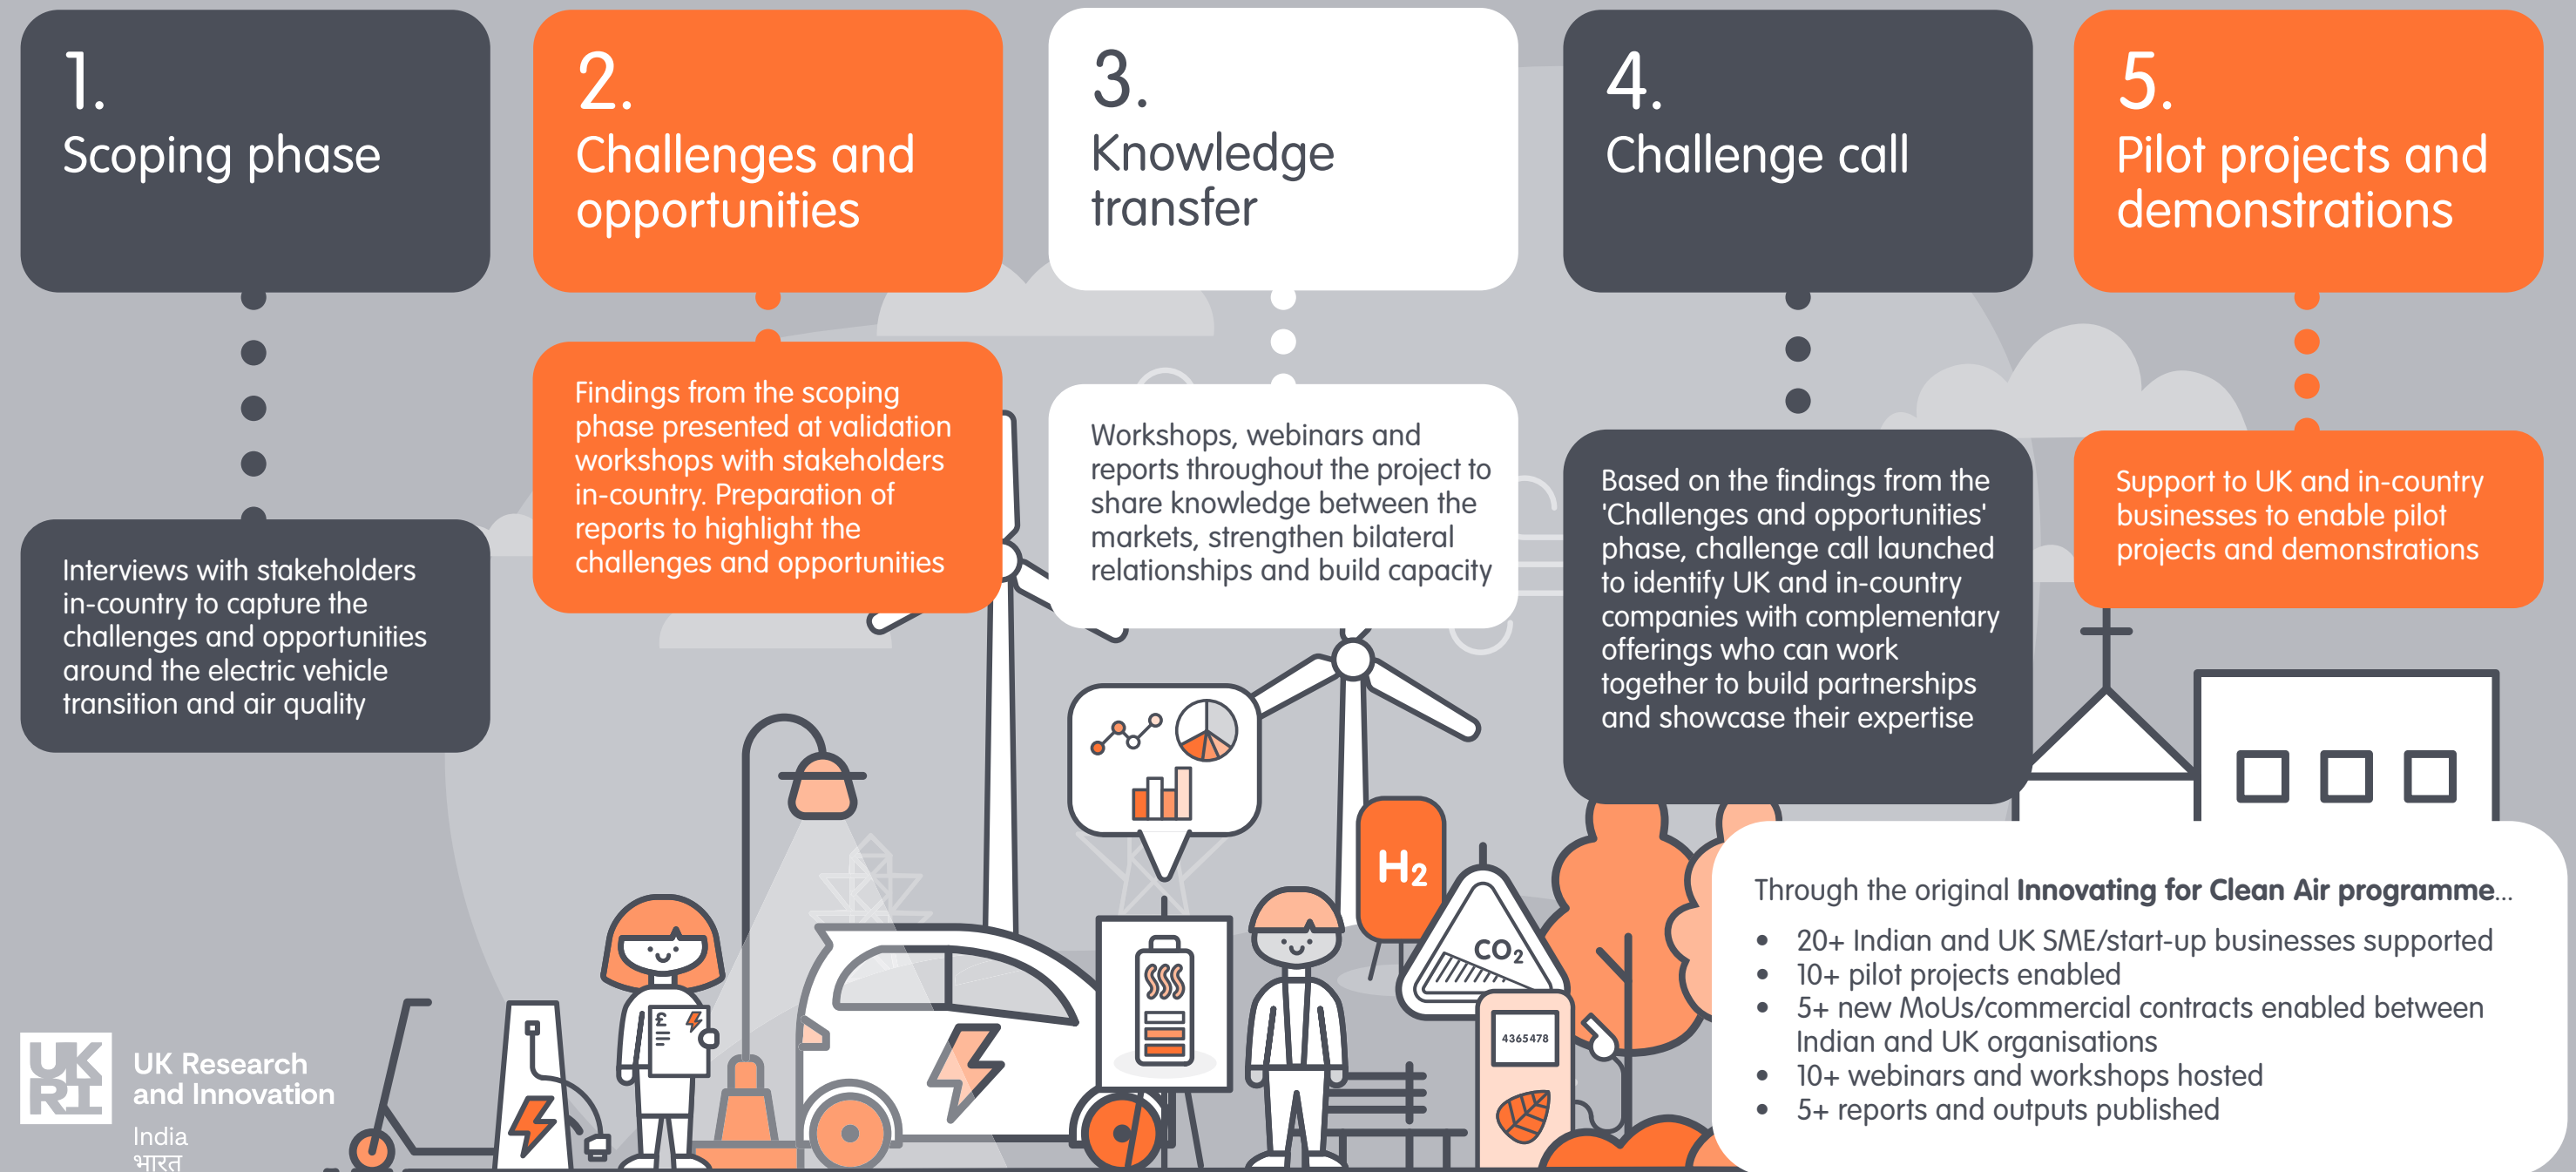 1.
Scoping phase
Interviews with stakeholders
in-country to capture the
challenges and opportunities
around the electric vehicle
transition and air quality
2.
Challenges and
opportunities
Findings from the scoping
phase presented at validation
workshops with stakeholders
in-country. Preparation of
reports to highlight the
challenges and opportunities
3.
Knowledge
transfer
Workshops, webinars and
reports throughout the project to
share knowledge between the
markets, strengthen bilateral
relationships and build capacity
4.
Challenge call
Based on the findings from the
'Challenges and opportunities'
phase, challenge call launched
to identify UK and in-country
companies with complementary
offerings who can work
together to build partnerships
and showcase their expertise
5.
Pilot projects and
demonstrations
Support to UK and in-country
businesses to enable pilot
projects and demonstrations
Through the original Innovating for Clean Air programme...
• 20+ Indian and UK SME/start-up businesses supported
• 10+ pilot projects enabled
• 5+ new MoUs/commercial contracts enabled between
Indian and UK organisations
• 10+ webinars and workshops hosted
• 5+ reports and outputs published
H2
CO2
4365478
£
UK
RI
UK Research
and Innovation
India
भारत